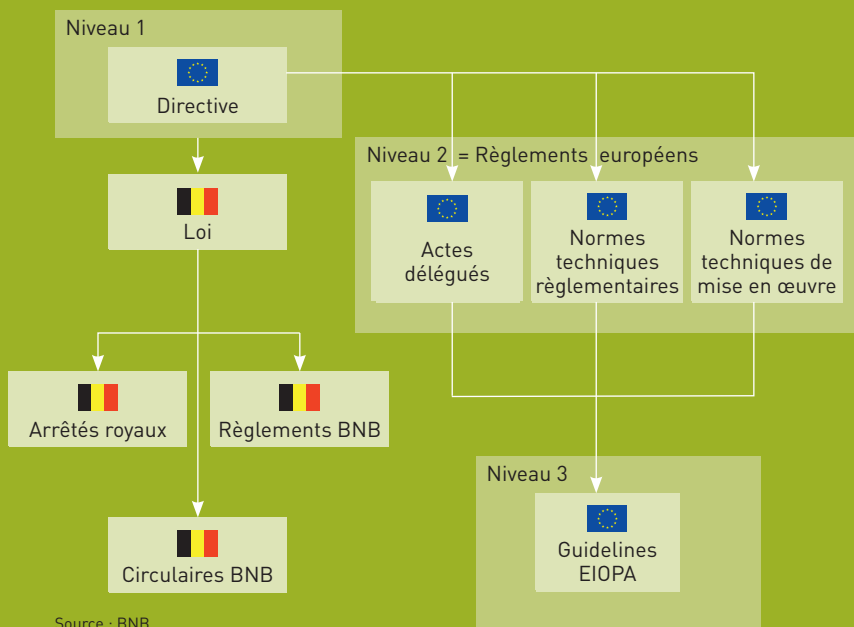 Niveau 1
Directive
Niveau 2 = Règlements européens
Loi
Actes
délégués
Normes
techniques
règlementaires
Normes
techniques de
mise en œuvre
Arrêtés royaux
Règlements BNB
Niveau 3
Circulaires BNB
Guidelines
EIOPA
Source : BNB